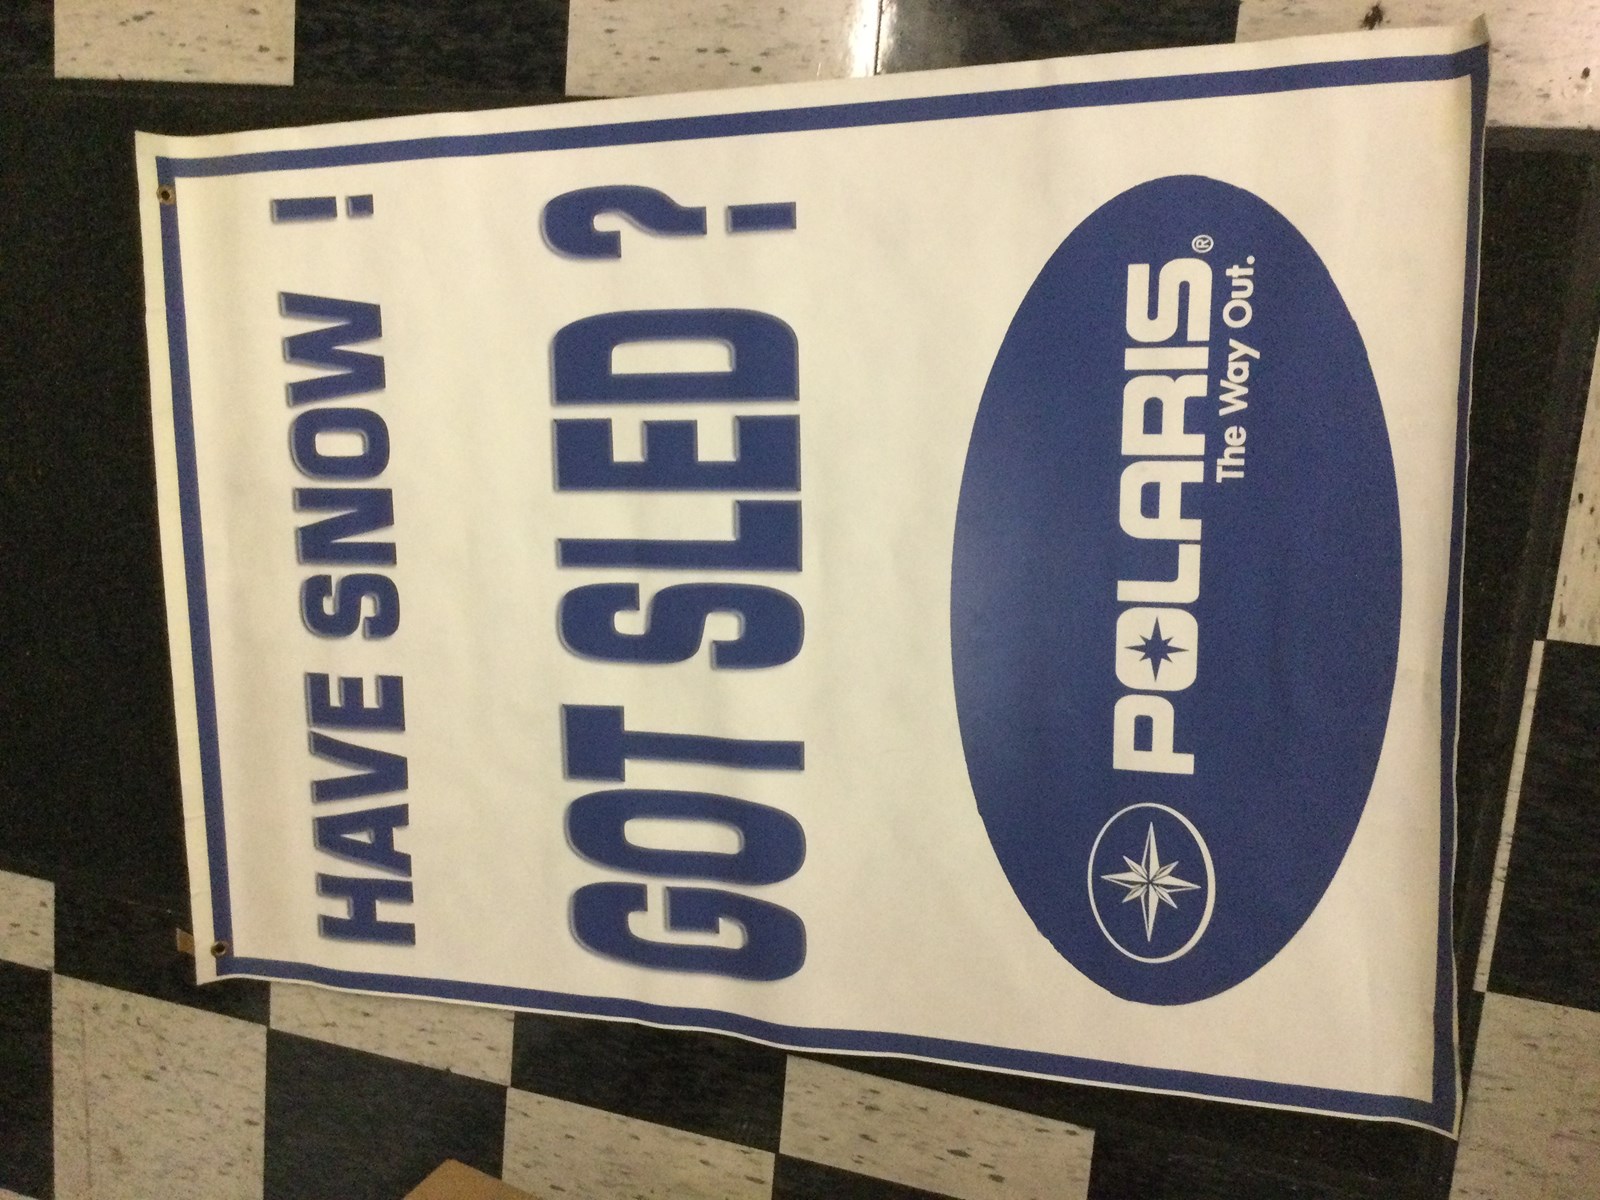 HAVE SNOW !
GOT SLED ?
POLARIS®
The Way Out.